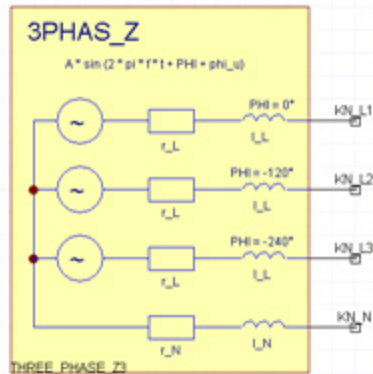 3PHAS_Z
A * sin (2 * pi * f * t + PHI + phi_u)
PHI = 0°
KN_L1
r_L
l_L
PHI = -120°
KN_L2
r_L
l_L
PHI = -240°
KN_L3
r_L
l_L
KN_N
r_N
l_N
THREE_PHASE_Z3